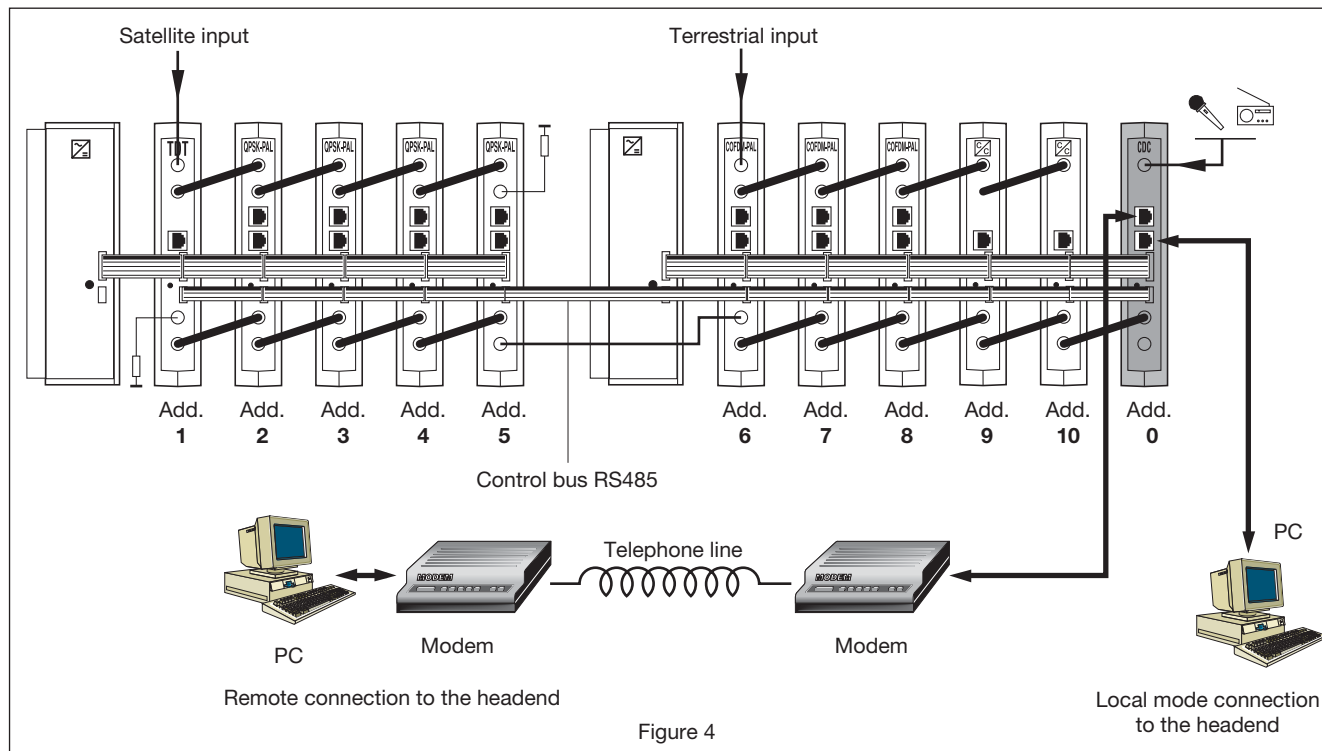 Satellite input
Terrestrial input
TDT
QPSK-PAL
QPSK-PAL
QPSK-PAL
QPSK-PAL
COFDM-PAL
COFDM-PAL
COFDM-PAL
C/C
C/C
CDC
Add.
1
Add.
2
Add.
3
Add.
4
Add.
5
Add.
6
Add.
7
Add.
8
Add.
9
Add.
10
Add.
0
Control bus RS485
PC
Telephone line
MODEM
MODEM
PC
Modem
Modem
Remote connection to the headend
Local mode connection
to the headend
Figure 4